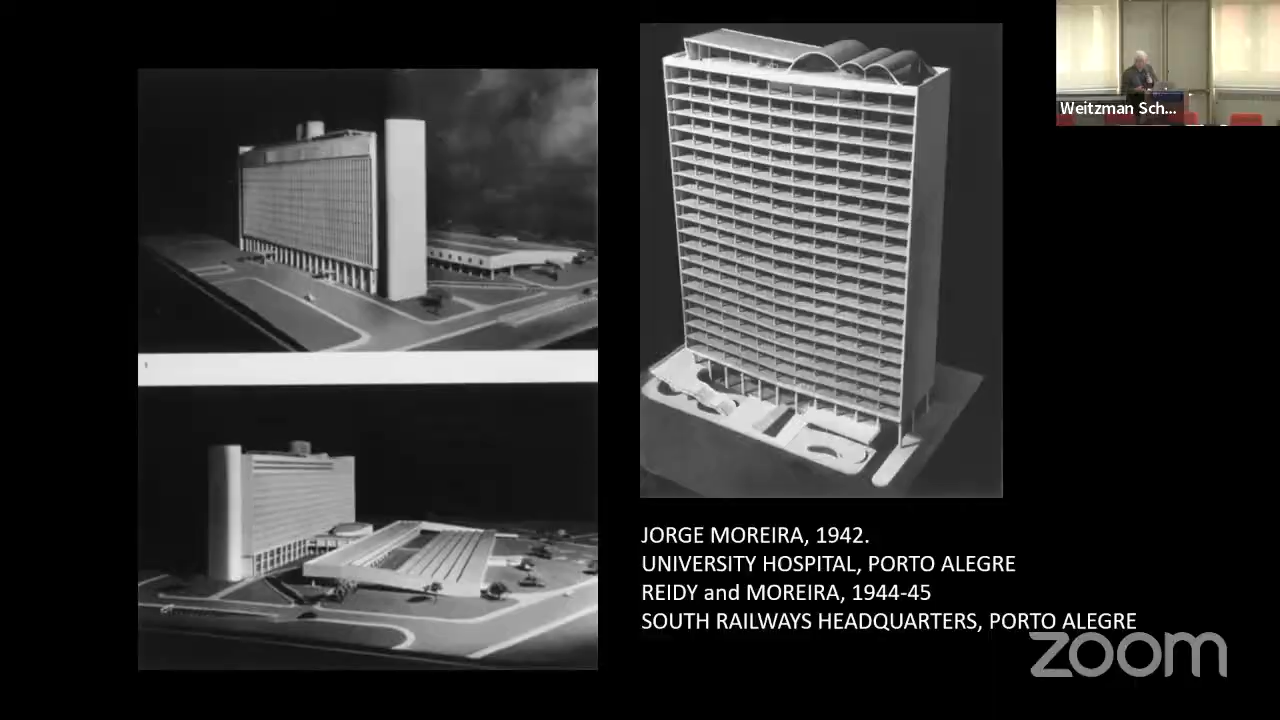 Weitzman Sch...
1
JORGE MOREIRA, 1942.
UNIVERSITY HOSPITAL, PORTO ALEGRE
REIDY and MOREIRA, 1944-45
SOUTH RAILWAYS HEADQUARTERS, PORTO ALEGRE
zoom